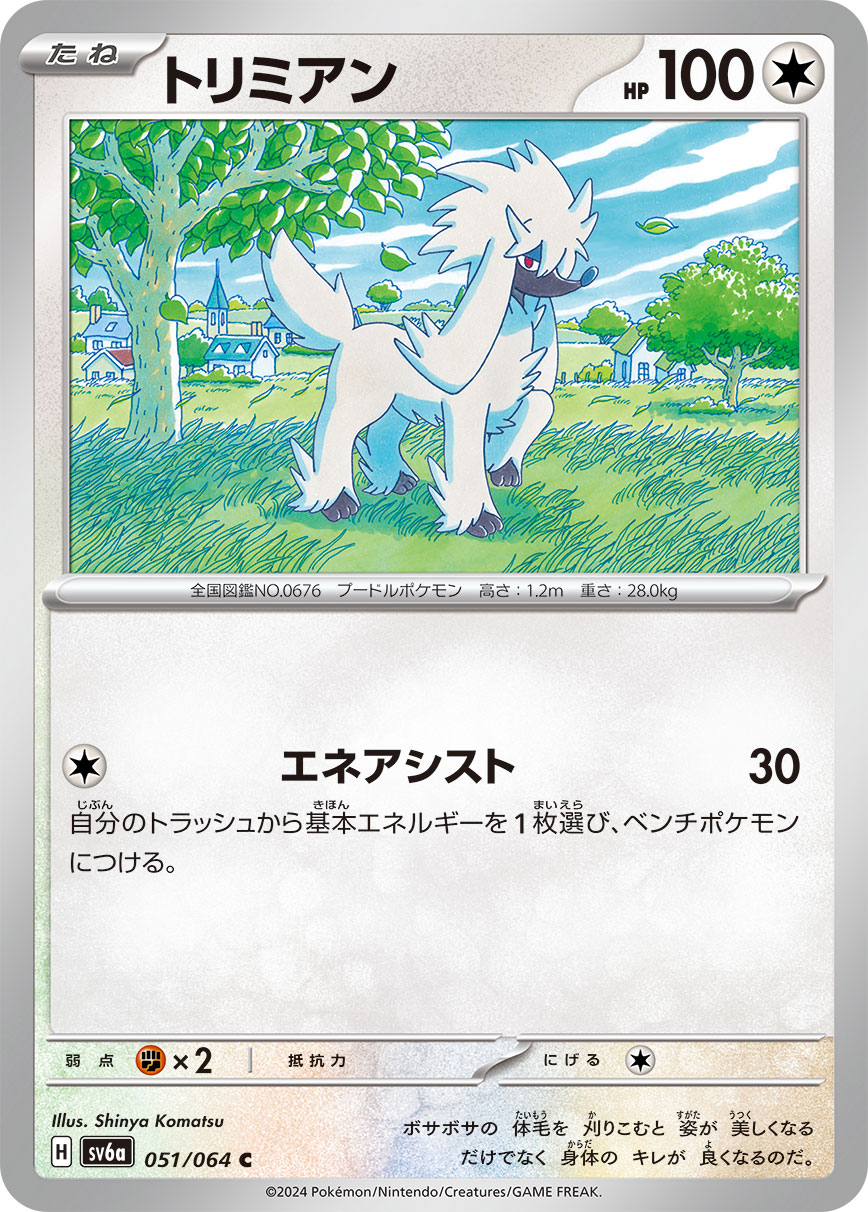 たね トリミアン HP 100
全国図鑑NO.0676 プードルポケモン 高さ：1.2m 重さ：28.0kg
エネアシスト 30
自分のトラッシュから基本エネルギーを1枚選び、ベンチポケモン
につける。
弱点 ×2 抵抗力 にげる
Illus. Shinya Komatsu
H sv6a 051/064 C
ボサボサの 体毛を 刈りこむと 姿が 美しくなる
だけでなく 身体の キレが 良くなるのだ。
©2024 Pokémon/Nintendo/Creatures/GAME FREAK.